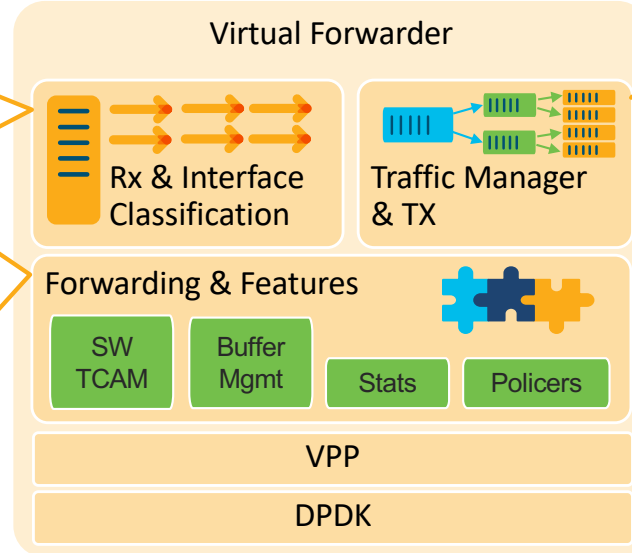 Virtual Forwarder
Rx & Interface
Classification
Traffic Manager
& TX
Forwarding & Features
SW
TCAM
Buffer
Mgmt
Stats
Policers
VPP
DPDK